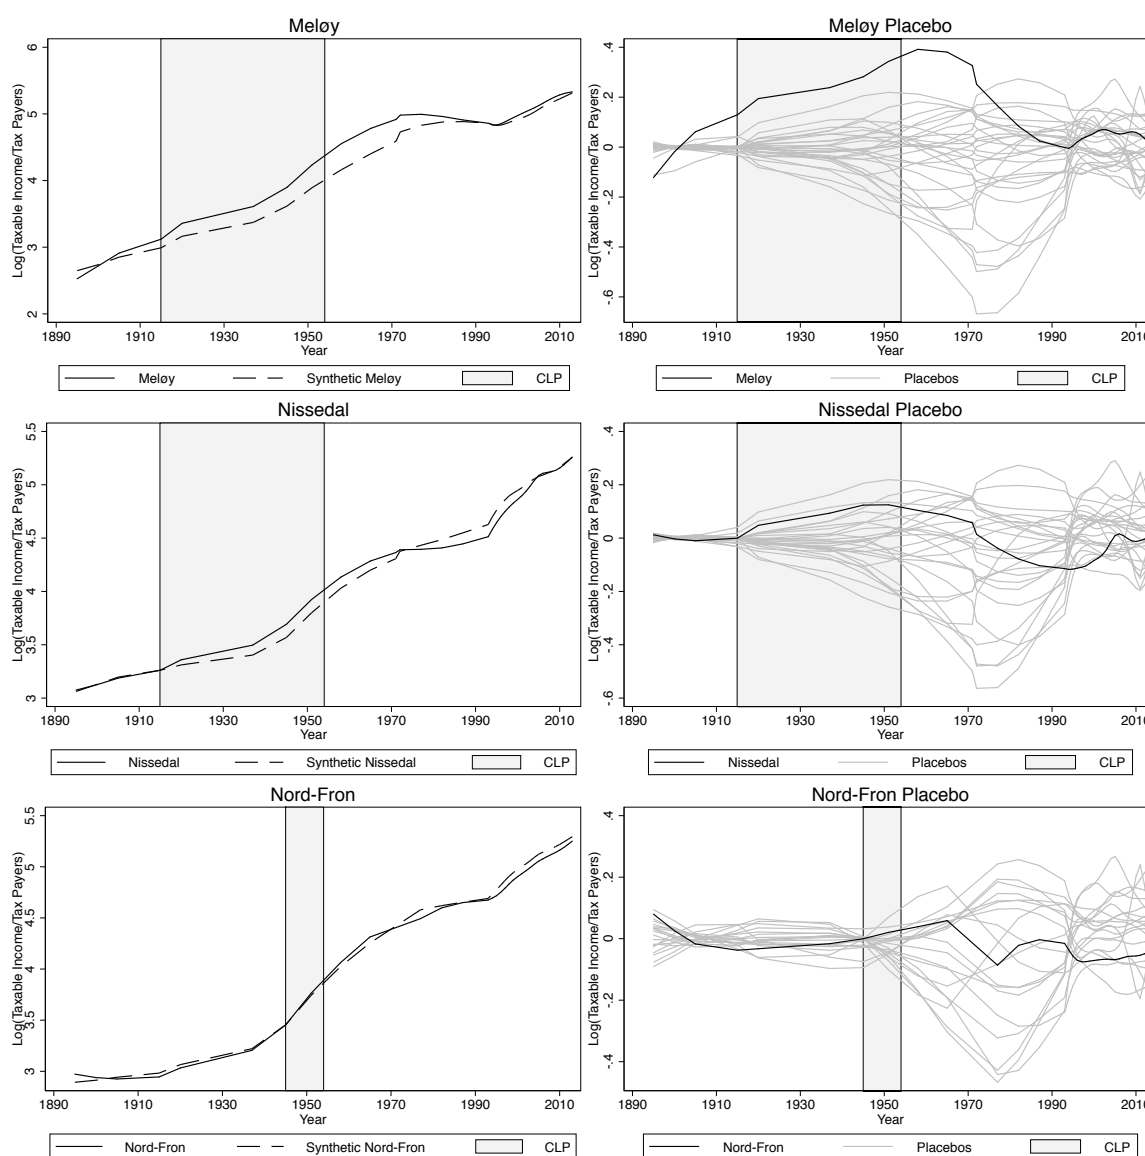 Meløy
Log(Taxable Income/Tax Payers)
6
5
4
3
2
1890 1910 1930 1950 1970 1990 2010
Year
Meløy Synthetic Meløy CLP
Meløy Placebo
Log(Taxable Income/Tax Payers)
.4
.2
0
-.2
-.4
-.6
1890 1910 1930 1950 1970 1990 2010
Year
Meløy Placebos CLP
Nissedal
Log(Taxable Income/Tax Payers)
5.5
5
4.5
4
3.5
3
1890 1910 1930 1950 1970 1990 2010
Year
Nissedal Synthetic Nissedal CLP
Nissedal Placebo
Log(Taxable Income/Tax Payers)
.4
.2
0
-.2
-.4
-.6
1890 1910 1930 1950 1970 1990 2010
Year
Nissedal Placebos CLP
Nord-Fron
Log(Taxable Income/Tax Payers)
5.5
5
4.5
4
3.5
3
1890 1910 1930 1950 1970 1990 2010
Year
Nord-Fron Synthetic Nord-Fron CLP
Nord-Fron Placebo
Log(Taxable Income/Tax Payers)
.4
.2
0
-.2
-.4
1890 1910 1930 1950 1970 1990 2010
Year
Nord-Fron Placebos CLP